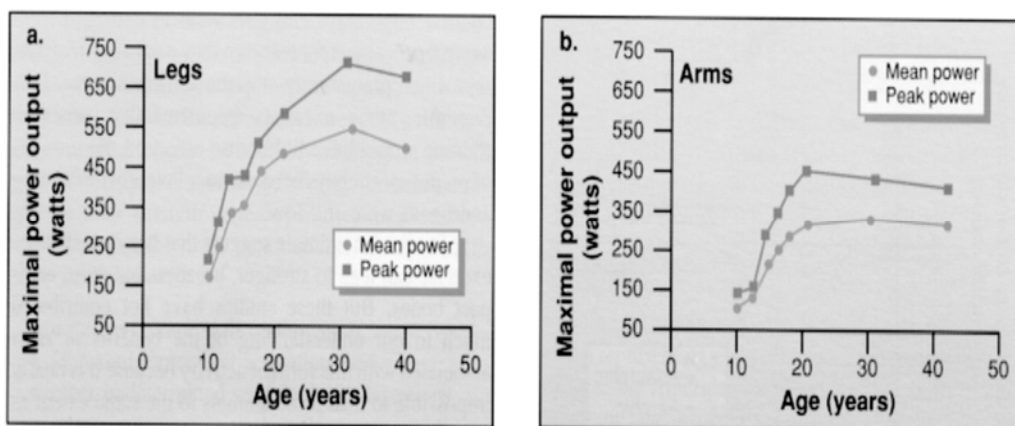 a.
Legs
Maximal power output
(watts)
750
650
550
450
350
250
150
50
Mean power
Peak power
0 10 20 30 40 50
Age (years)
b.
Arms
Maximal power output
(watts)
750
650
550
450
350
250
150
50
Mean power
Peak power
0 10 20 30 40 50
Age (years)